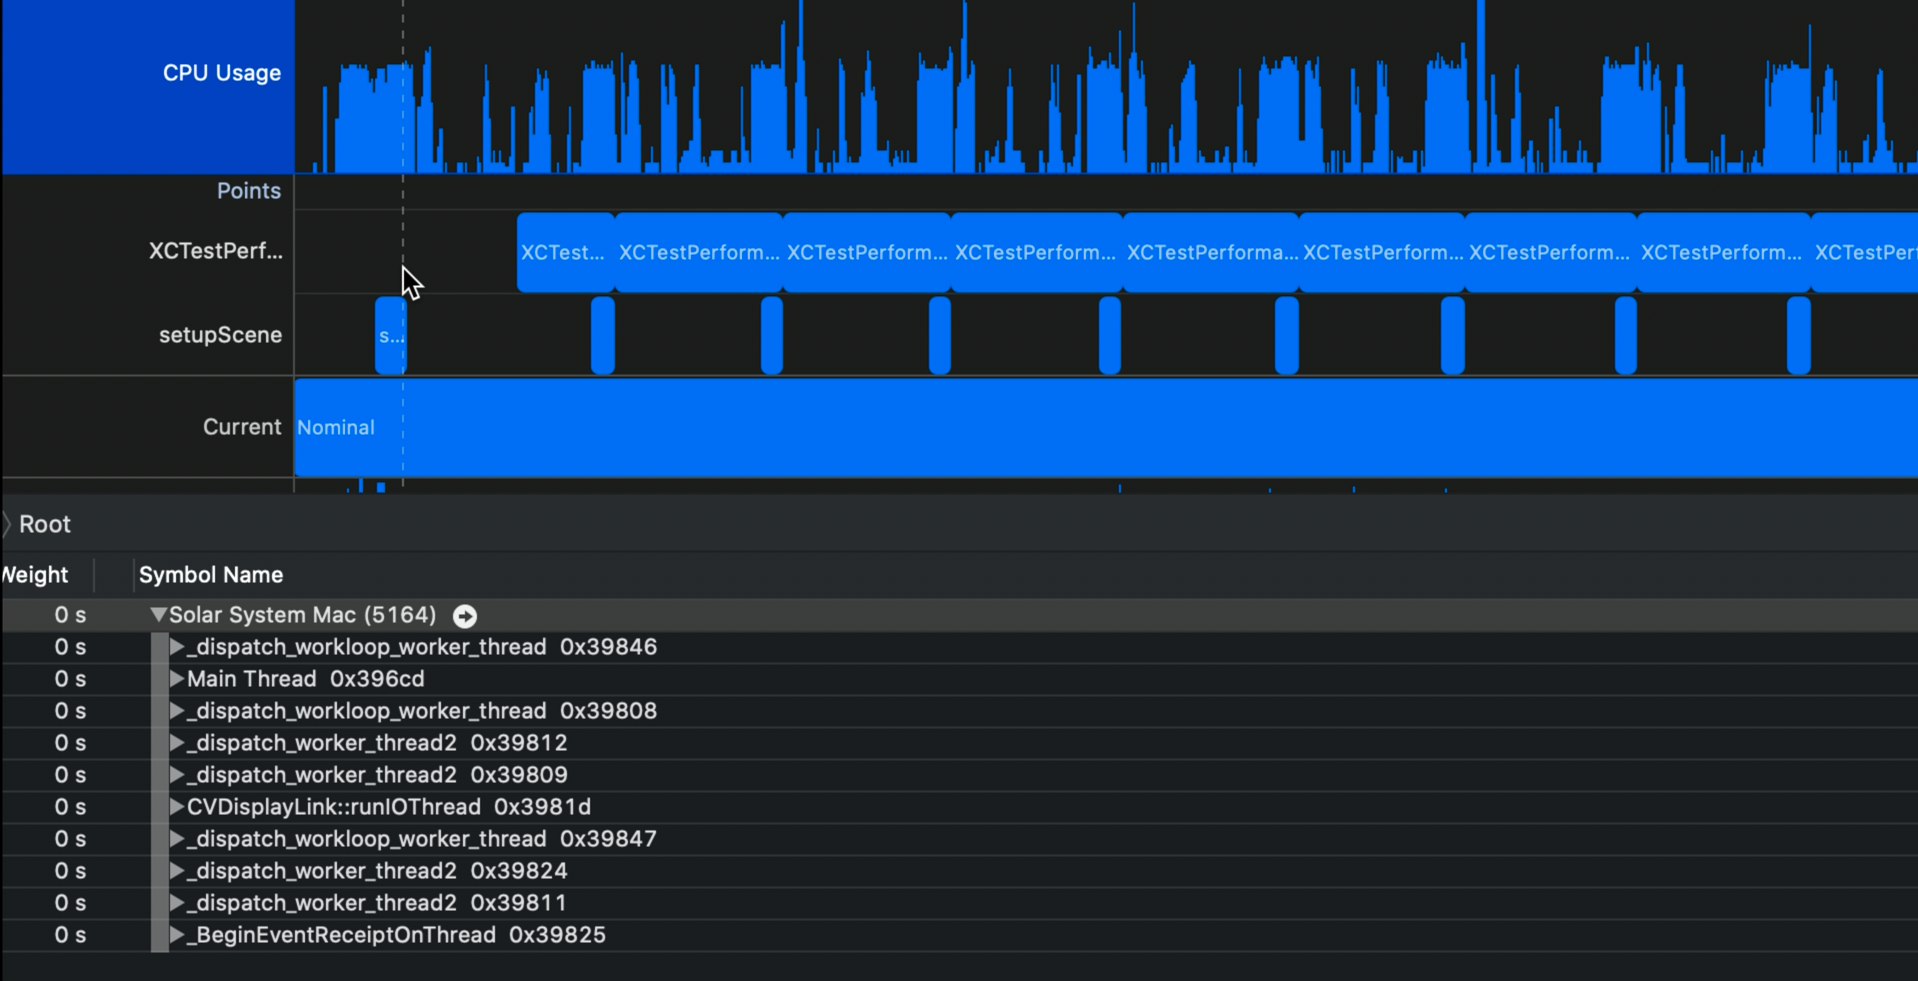 CPU Usage
Points
XCTestPerf...
XCTest... XCTestPerform... XCTestPerform... XCTestPerform... XCTestPerforma... XCTestPerform... XCTestPerform... XCTestPerform... XCTestPerf
setupScene
s...
Current
Nominal
Root
Weight Symbol Name
0 s Solar System Mac (5164)
0 s _dispatch_workloop_worker_thread 0x39846
0 s Main Thread 0x396cd
0 s _dispatch_workloop_worker_thread 0x39808
0 s _dispatch_worker_thread2 0x39812
0 s _dispatch_worker_thread2 0x39809
0 s CVDisplayLink::runIOThread 0x3981d
0 s _dispatch_workloop_worker_thread 0x39847
0 s _dispatch_worker_thread2 0x39824
0 s _dispatch_worker_thread2 0x39811
0 s _BeginEventReceiptOnThread 0x39825